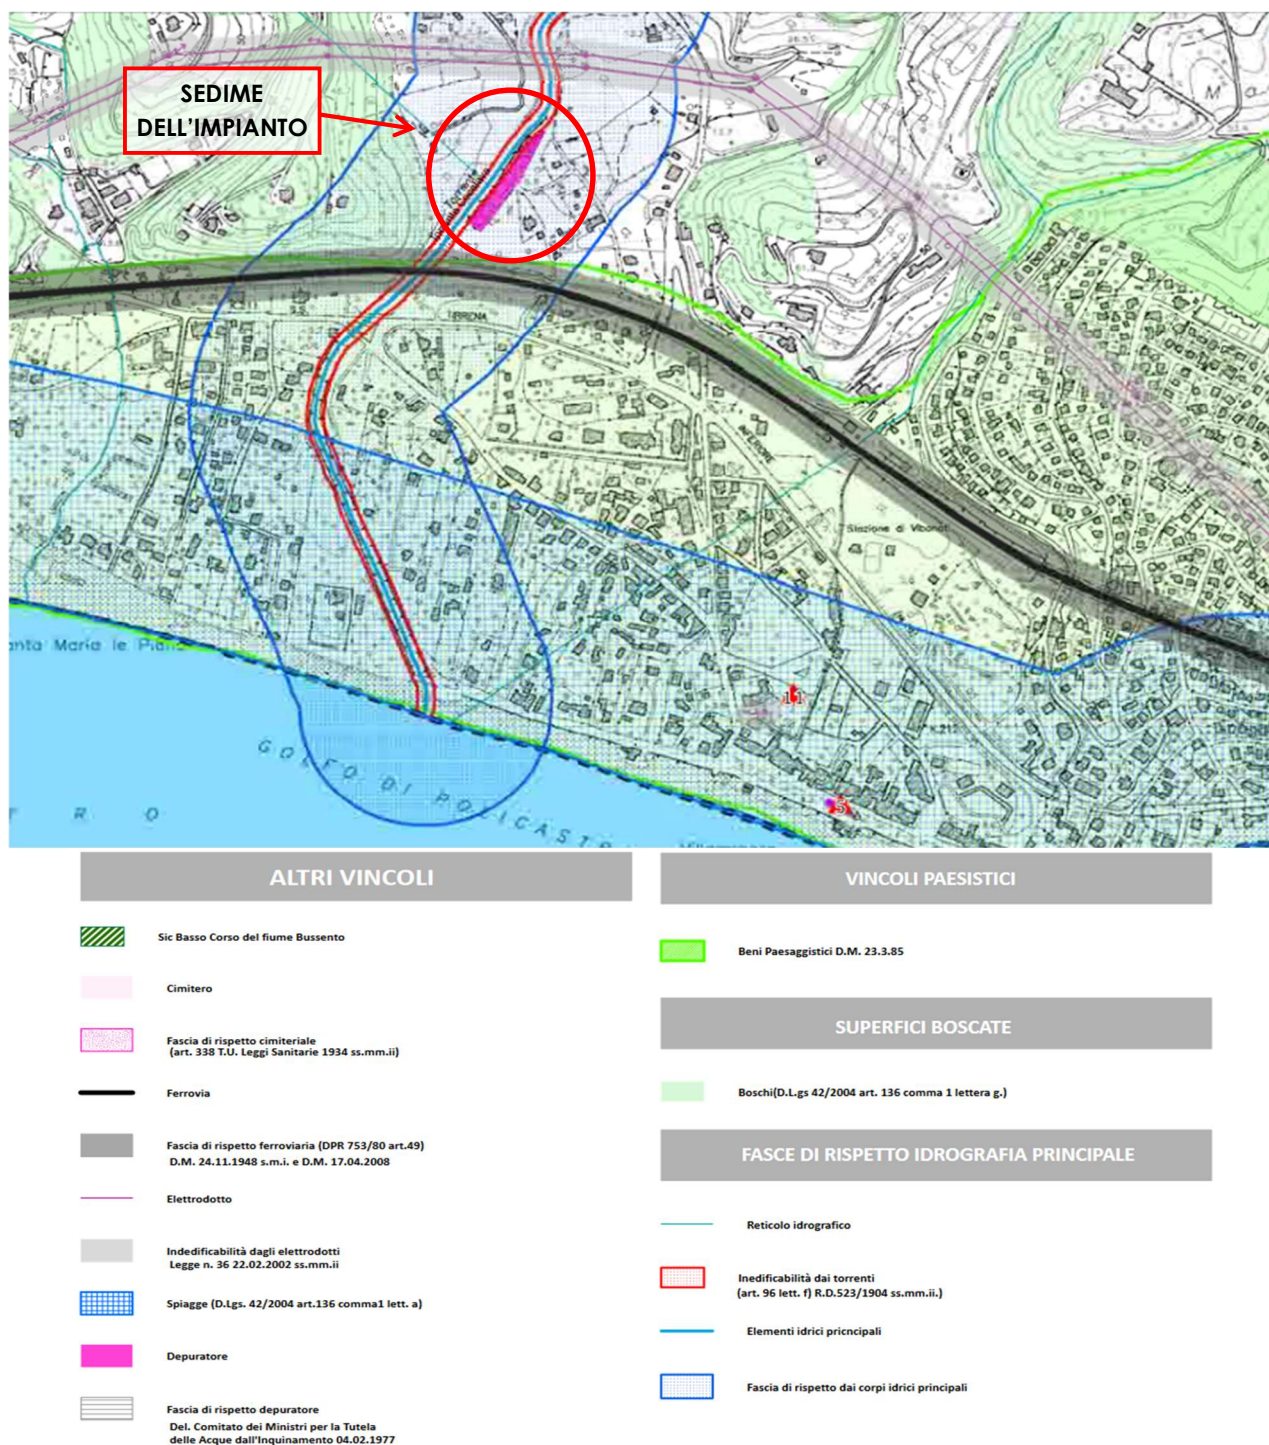 SEDIME
DELL'IMPIANTO
TIRRENA
Stazione di Vibonati
anta Maria le Piane
GOLFO DI POLICASTR
T R O
11
5
ALTRI VINCOLI
Sic Basso Corso del fiume Bussento
Cimitero
Fascia di rispetto cimiteriale
(art. 338 T.U. Leggi Sanitarie 1934 ss.mm.ii)
Ferrovia
Fascia di rispetto ferroviaria (DPR 753/80 art.49)
D.M. 24.11.1948 s.m.i. e D.M. 17.04.2008
Elettrodotto
Indedificabilità dagli elettrodotti
Legge n. 36 22.02.2002 ss.mm.ii
Spiagge (D.Lgs. 42/2004 art.136 comma1 lett. a)
Depuratore
Fascia di rispetto depuratore
Del. Comitato dei Ministri per la Tutela
delle Acque dall'Inquinamento 04.02.1977
VINCOLI PAESISTICI
Beni Paesaggistici D.M. 23.3.85
SUPERFICI BOSCATE
Boschi(D.L.gs 42/2004 art. 136 comma 1 lettera g.)
FASCE DI RISPETTO IDROGRAFIA PRINCIPALE
Reticolo idrografico
Inedificabilità dai torrenti
(art. 96 lett. f) R.D.523/1904 ss.mm.ii.)
Elementi idrici pricncipali
Fascia di rispetto dai corpi idrici principali